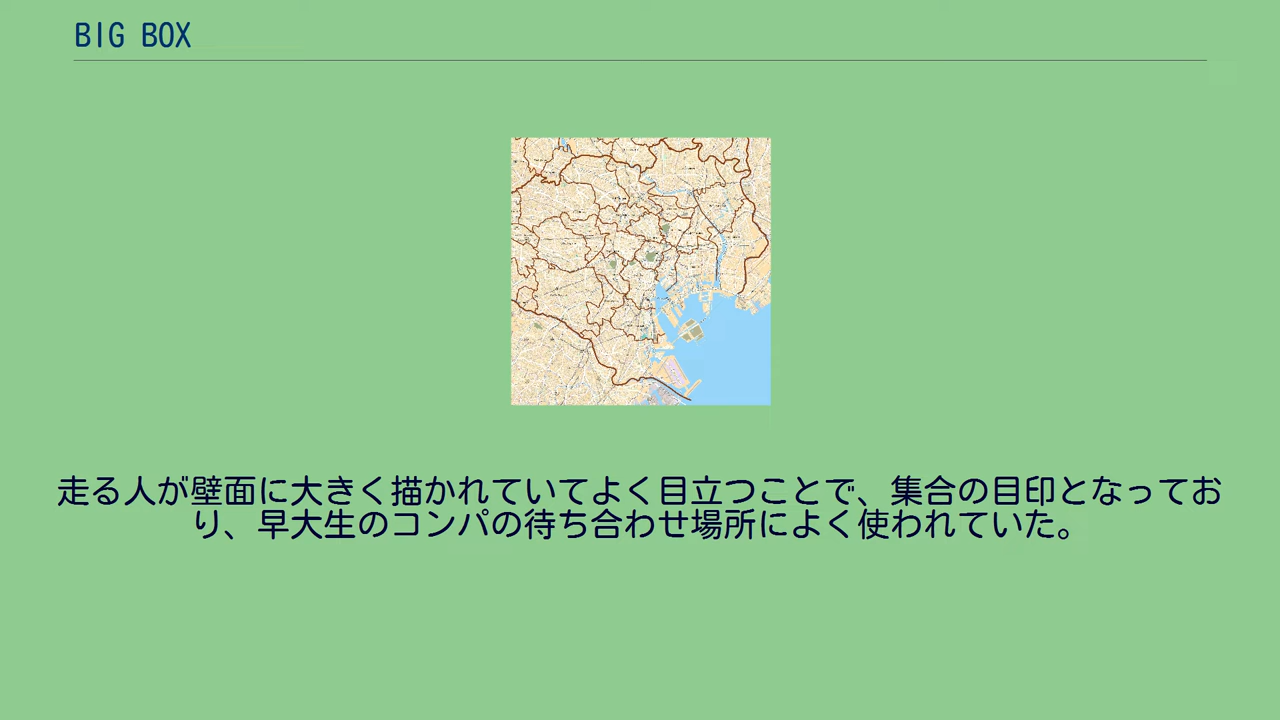 BIG BOX
走る人が壁面に大きく描かれていてよく目立つことで、集合の目印となってお
り、早大生のコンパの待ち合わせ場所によく使われていた。